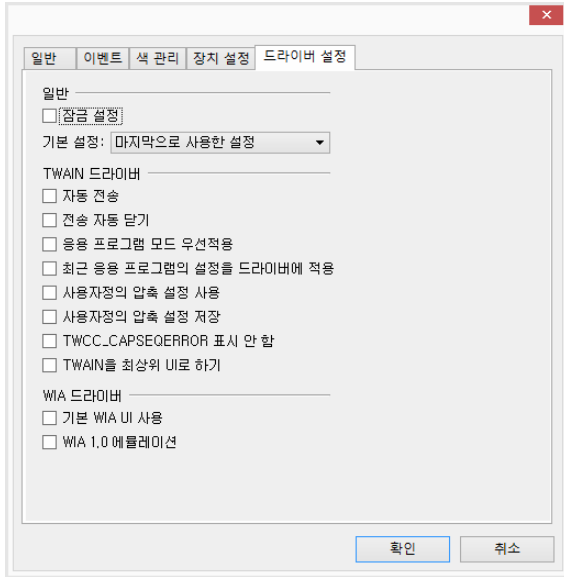 일반 이벤트 색 관리 장치 설정 드라이버 설정
일반
잠금 설정
기본 설정: 마지막으로 사용한 설정
TWAIN 드라이버
자동 전송
전송 자동 닫기
응용 프로그램 모드 우선적용
최근 응용 프로그램의 설정을 드라이버에 적용
사용자정의 압축 설정 사용
사용자정의 압축 설정 저장
TWCC_CAPSEQERROR 표시 안 함
TWAIN을 최상위 UI로 하기
WIA 드라이버
기본 WIA UI 사용
WIA 1.0 에뮬레이션
확인 취소